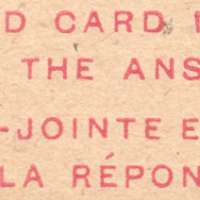 D CARD I
THE ANS
-JOINTE E
LA RÉPON